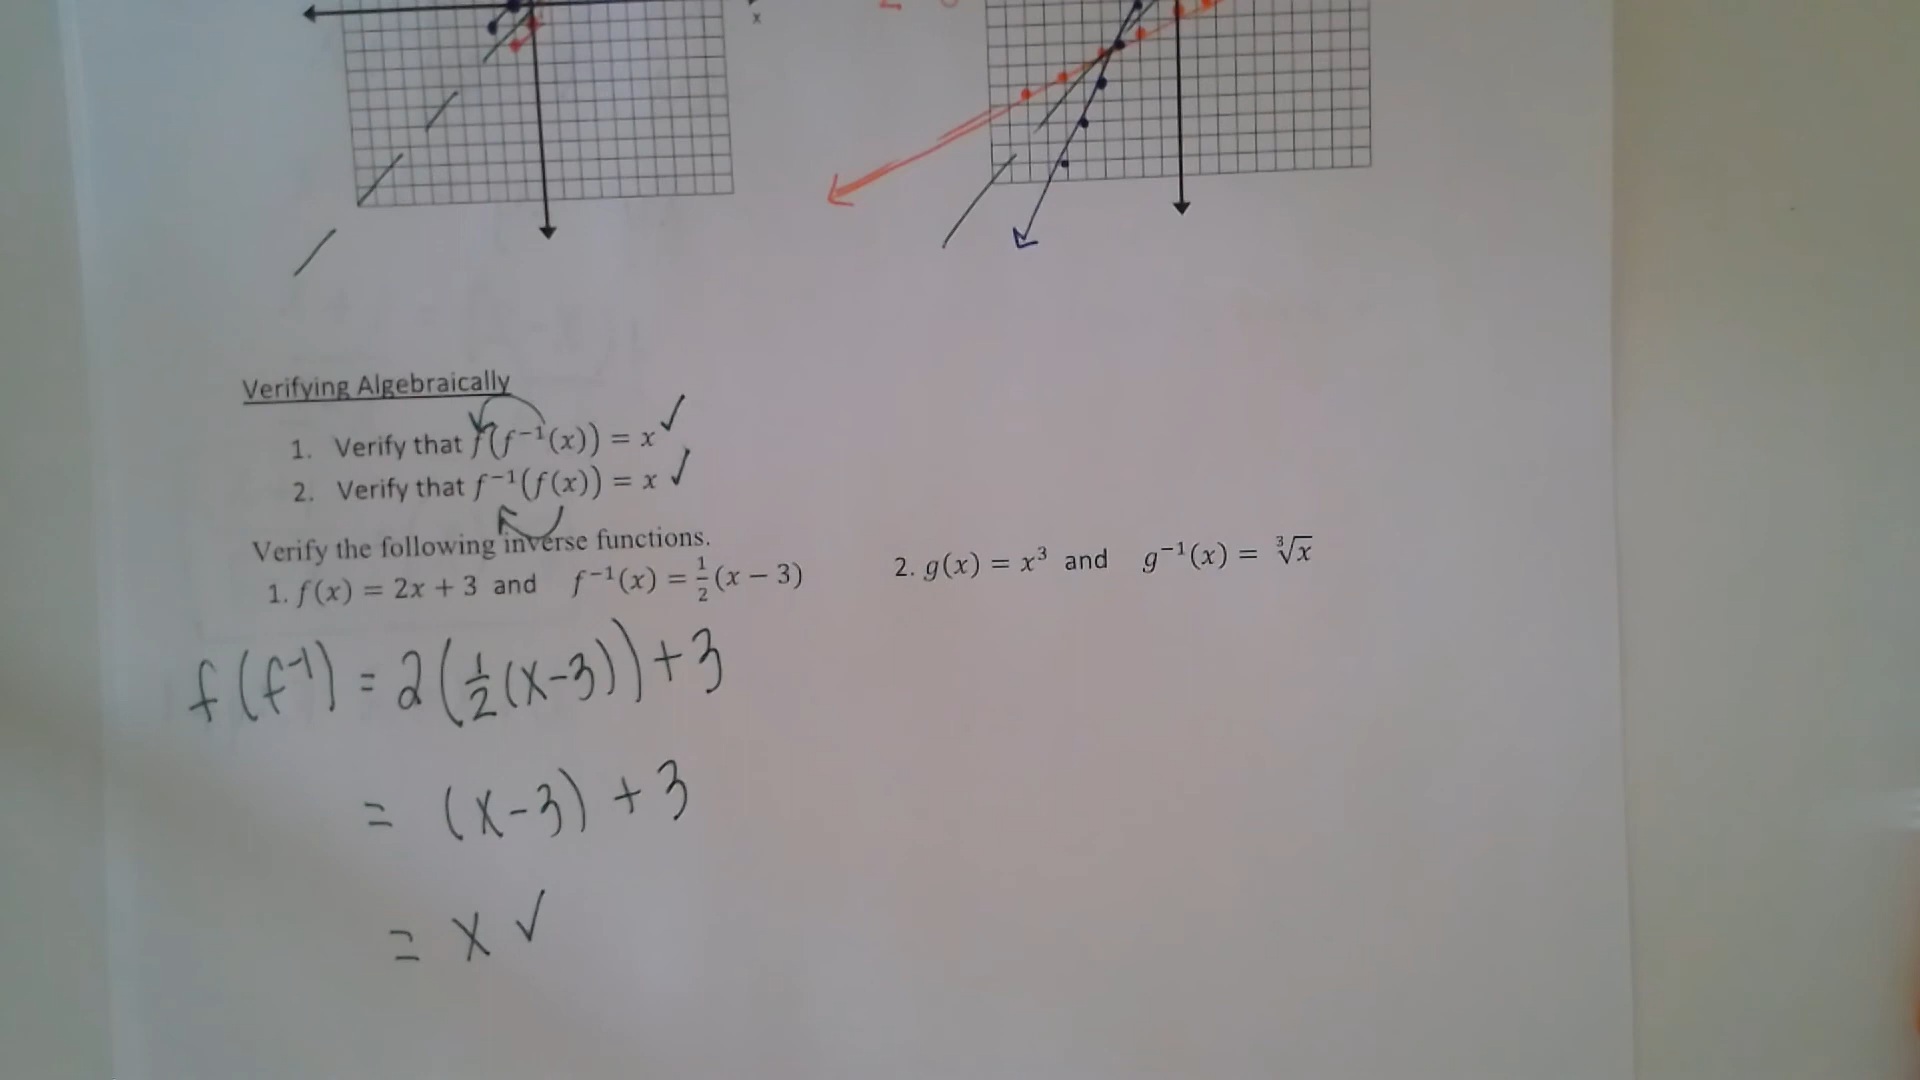 x
Verifying Algebraically
1. Verify that f(f⁻¹(x)) = x ✓
2. Verify that f⁻¹(f(x)) = x ✓
Verify the following inverse functions.
1. f(x) = 2x + 3 and f⁻¹(x) = ½(x − 3)
2. g(x) = x³ and g⁻¹(x) = ∛x
f(f⁻¹) = 2(½(x-3))+3
= (x-3) + 3
= x ✓